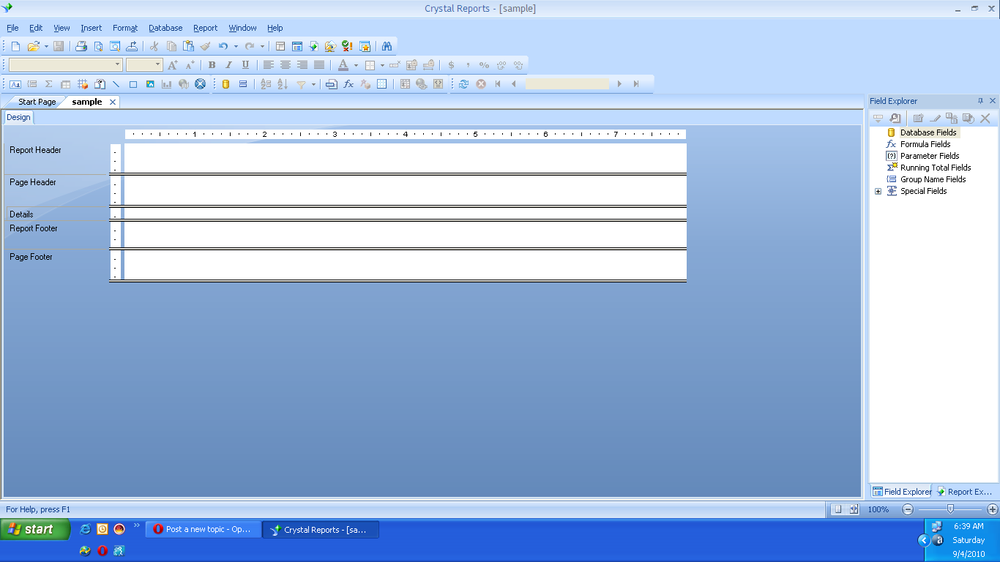 Crystal Reports - [sample]
File Edit View Insert Format Database Report Window Help
B I U A $ , %
Aa Σ fx
Start Page sample
Field Explorer
Design
1 2 3 4 5 6 7
Report Header
Page Header
Details
Report Footer
Page Footer
Database Fields
fx Formula Fields
[?] Parameter Fields
Σ Running Total Fields
Group Name Fields
Special Fields
Field Explorer Report Ex...
For Help, press F1
100%
start
Post a new topic - Op...
Crystal Reports - [sa...
6:39 AM
Saturday
9/4/2010